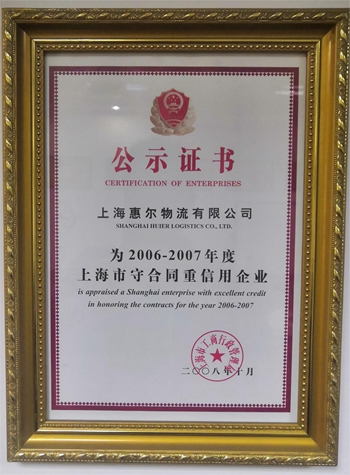 公示证书
CERTIFICATION OF ENTERPRISES
上海惠尔物流有限公司
SHANGHAI HUIER LOGISTICS CO., LTD.
为2006-2007年度
上海市守合同重信用企业
is appraised a Shanghai enterprise with excellent credit
in honoring the contracts for the year 2006-2007
上海市工商行政管理局
二〇〇八年十月